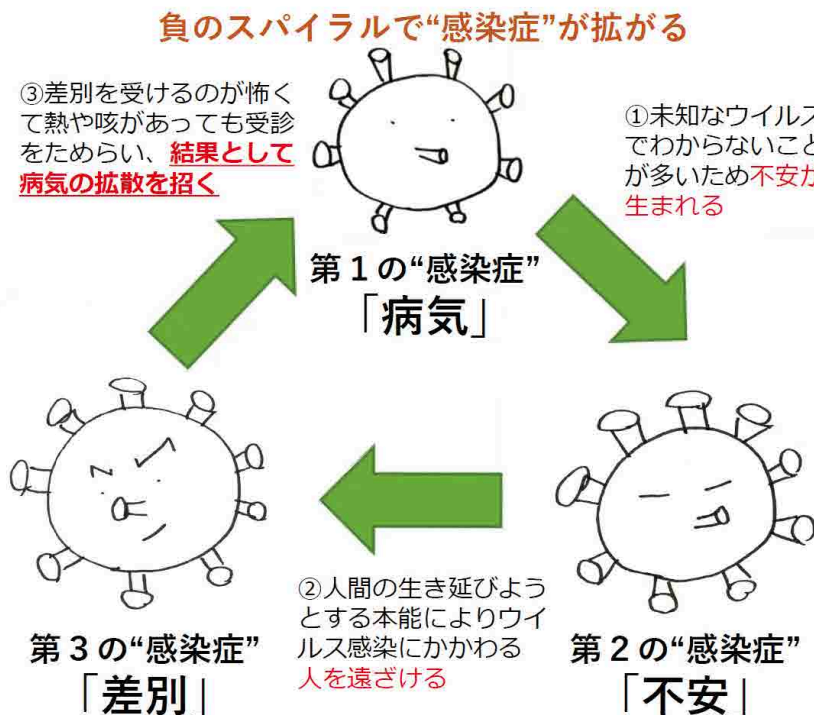 負のスパイラルで“感染症”が拡がる
③差別を受けるのが怖く
て熱や咳があっても受診
をためらい、結果として
病気の拡散を招く
①未知なウイルス
でわからないこと
が多いため不安が
生まれる
第1の“感染症”
「病気」
②人間の生き延びよう
とする本能によりウイ
ルス感染にかかわる
人を遠ざける
第3の“感染症”
「差別」
第2の“感染症”
「不安」